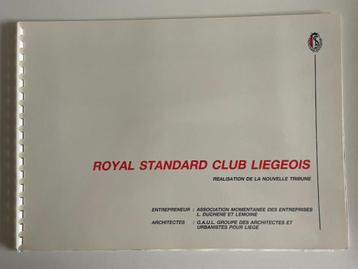 ROYAL STANDARD CLUB LIEGEOIS
REALISATION DE LA NOUVELLE TRIBUNE
ENTREPRENEUR : ASSOCIATION MOMENTANEE DES ENTREPRISES
L. DUCHENE ET LEMOINE
ARCHITECTES : G.A.U.L. GROUPE DES ARCHITECTES ET
URBANISTES POUR LIEGE